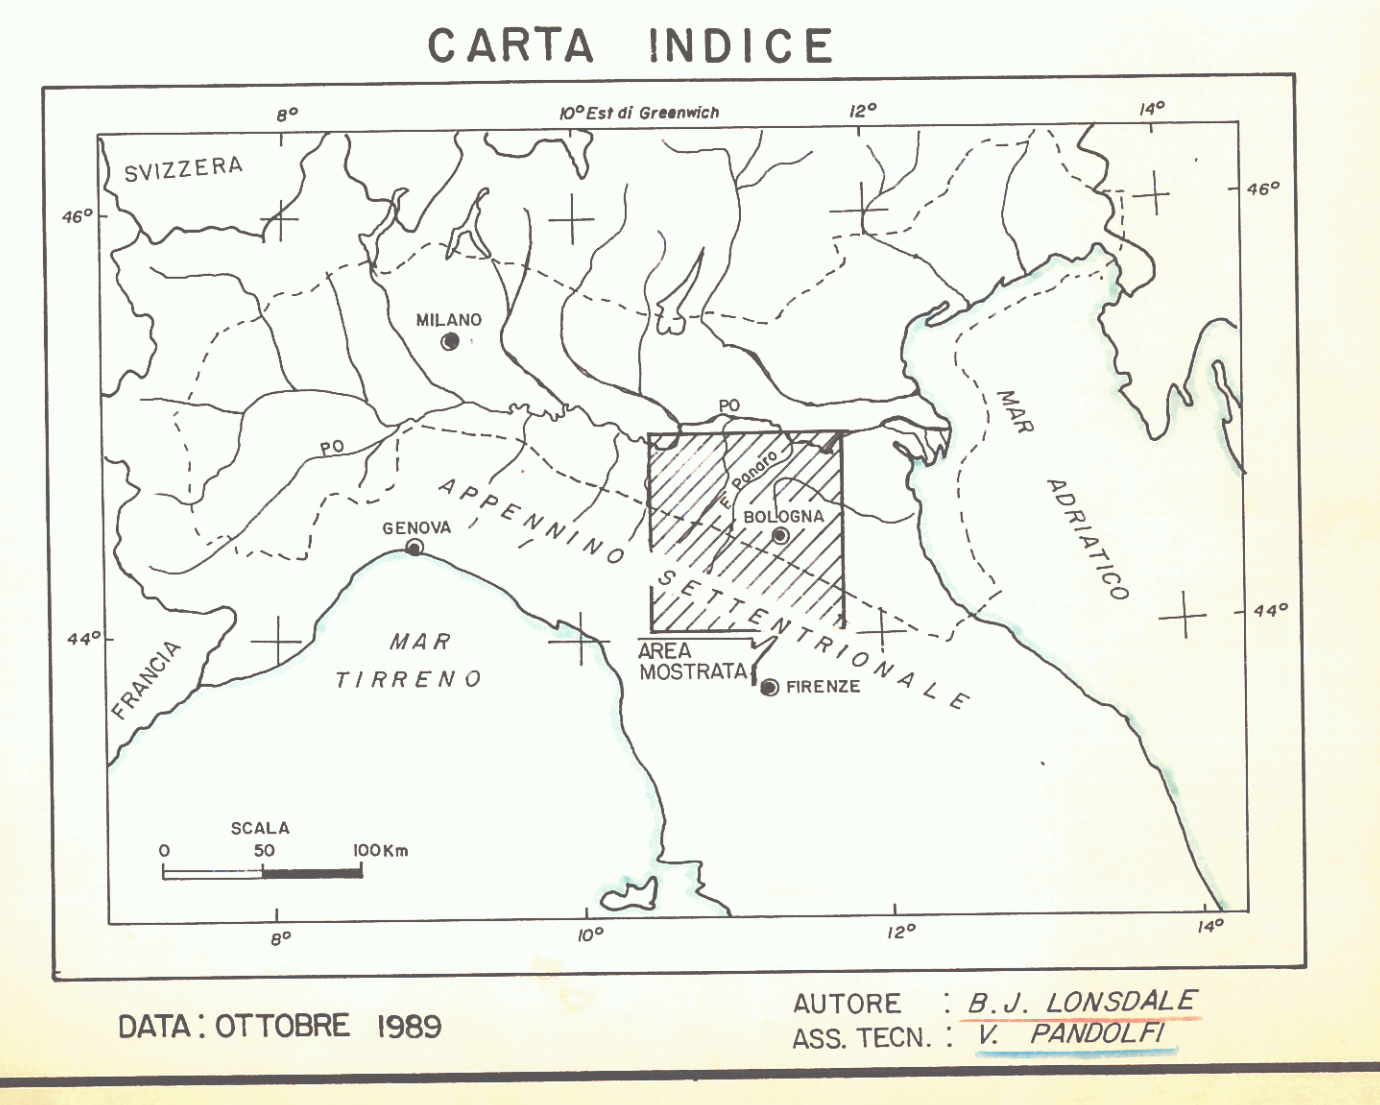 CARTA INDICE
8° 10° Est di Greenwich 12° 14°
SVIZZERA
46° 46°
MILANO
MAR
ADRIATICO
PO
PO
F. Panaro
BOLOGNA
GENOVA
APPENNINO
SETTENTRIONALE
44° 44°
MAR
TIRRENO
FRANCIA
AREA
MOSTRATA
FIRENZE
SCALA
0 50 100 Km
8° 10° 12° 14°
DATA: OTTOBRE 1989
AUTORE : B. J. LONSDALE
ASS. TECN. : V. PANDOLFI